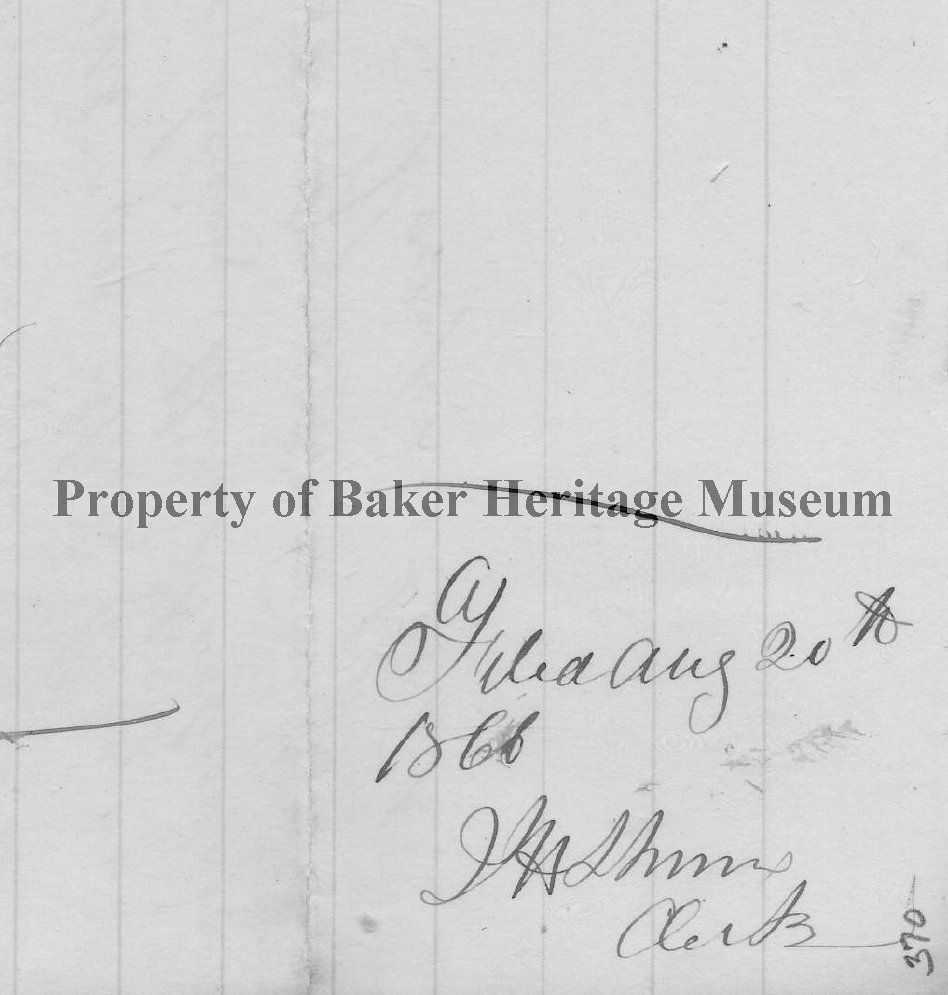 Property of Baker Heritage Museum
Filed Aug 20th
1866
Clerk
370